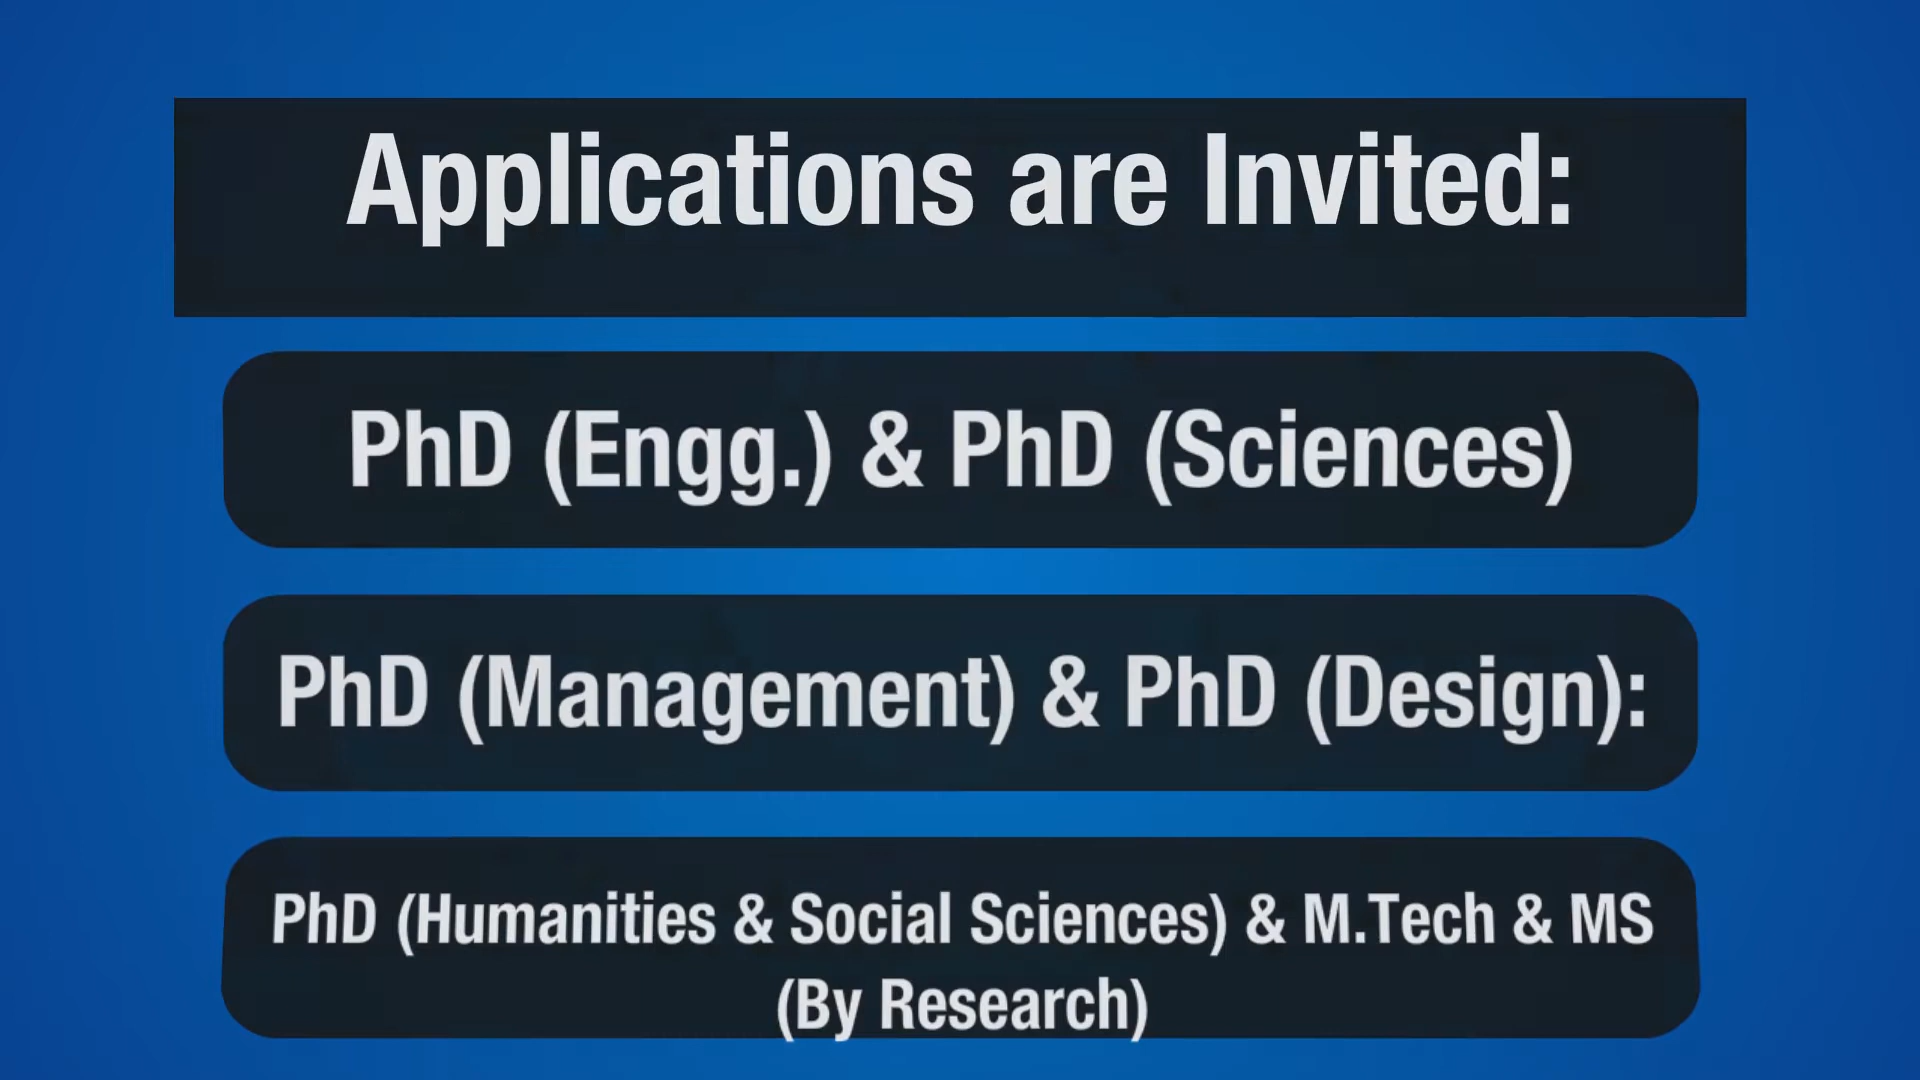 Applications are Invited:
PhD (Engg.) & PhD (Sciences)
PhD (Management) & PhD (Design):
PhD (Humanities & Social Sciences) & M.Tech & MS
(By Research)